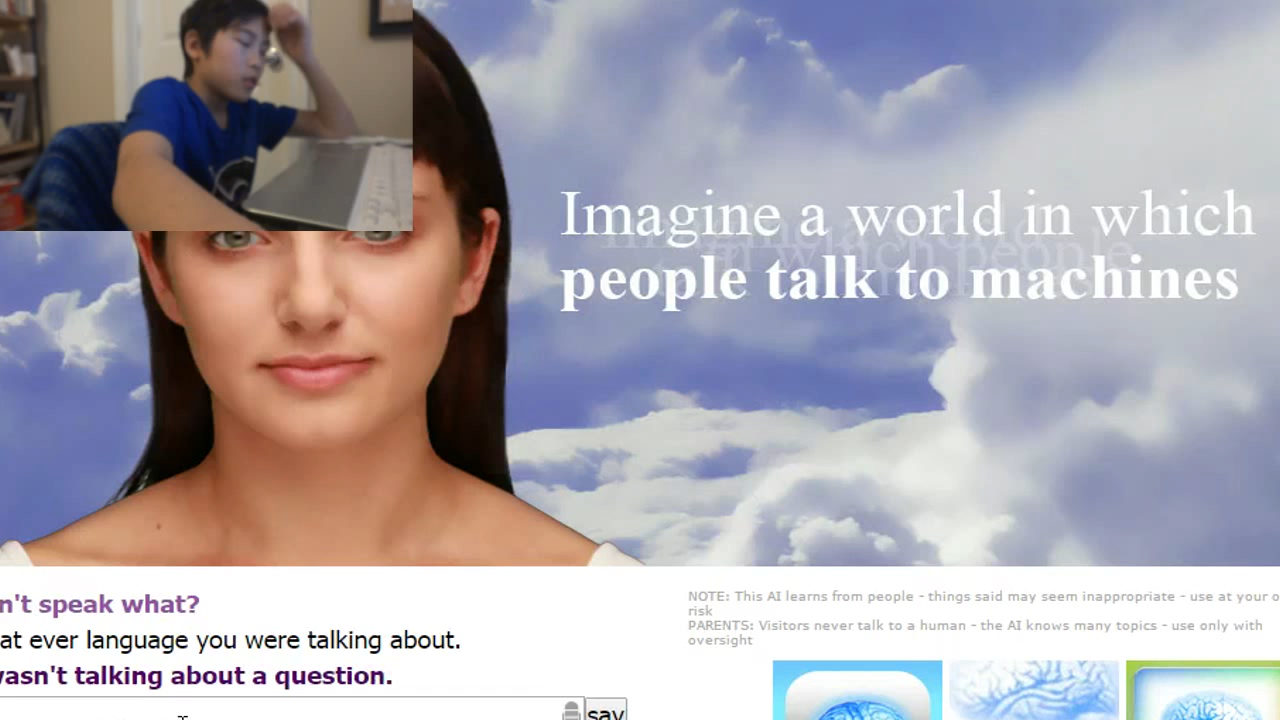 Imagine a world in which
people talk to machines
n't speak what?
at ever language you were talking about.
wasn't talking about a question.
say
NOTE: This AI learns from people - things said may seem inappropriate - use at your o
risk
PARENTS: Visitors never talk to a human - the AI knows many topics - use only with
oversight